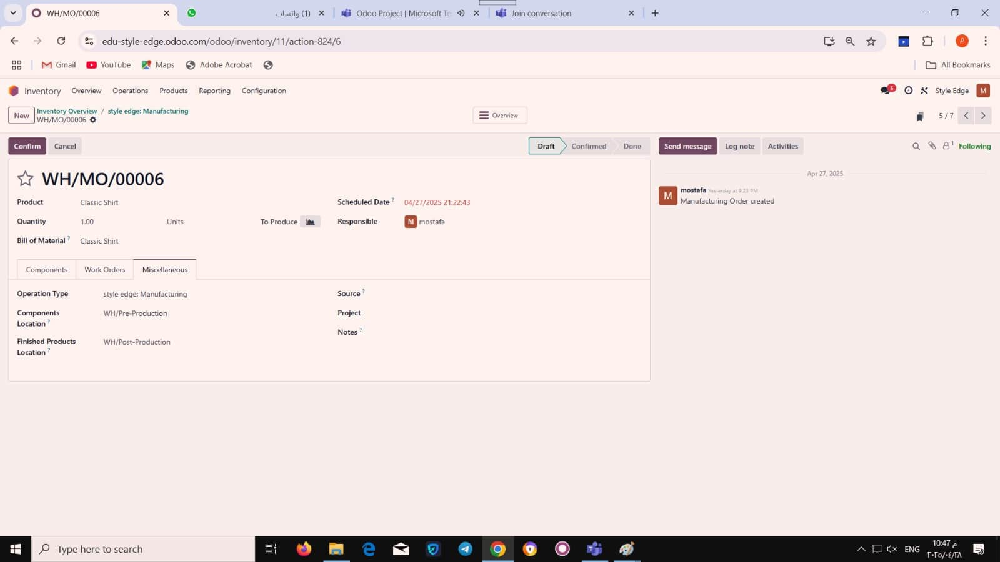 WH/MO/00006
(1) واتساب
Odoo Project | Microsoft Te
Join conversation
edu-style-edge.odoo.com/odoo/inventory/11/action-824/6
Gmail
YouTube
Maps
Adobe Acrobat
All Bookmarks
Inventory
Overview
Operations
Products
Reporting
Configuration
5
Style Edge
M
New
Inventory Overview / style edge: Manufacturing
WH/MO/00006
Overview
5 / 7
Confirm
Cancel
Draft
Confirmed
Done
Send message
Log note
Activities
1
Following
WH/MO/00006
Product
Classic Shirt
Quantity
1.00
Units
To Produce
Bill of Material ?
Classic Shirt
Scheduled Date ?
04/27/2025 21:22:43
Responsible
M mostafa
Apr 27, 2025
M
mostafa Yesterday at 9:23 PM
Manufacturing Order created
Components
Work Orders
Miscellaneous
Operation Type
style edge: Manufacturing
Components
Location ?
WH/Pre-Production
Finished Products
Location ?
WH/Post-Production
Source ?
Project
Notes ?
Type here to search
ENG
10:47 م
٢٠٢٥/٠٤/٢٨